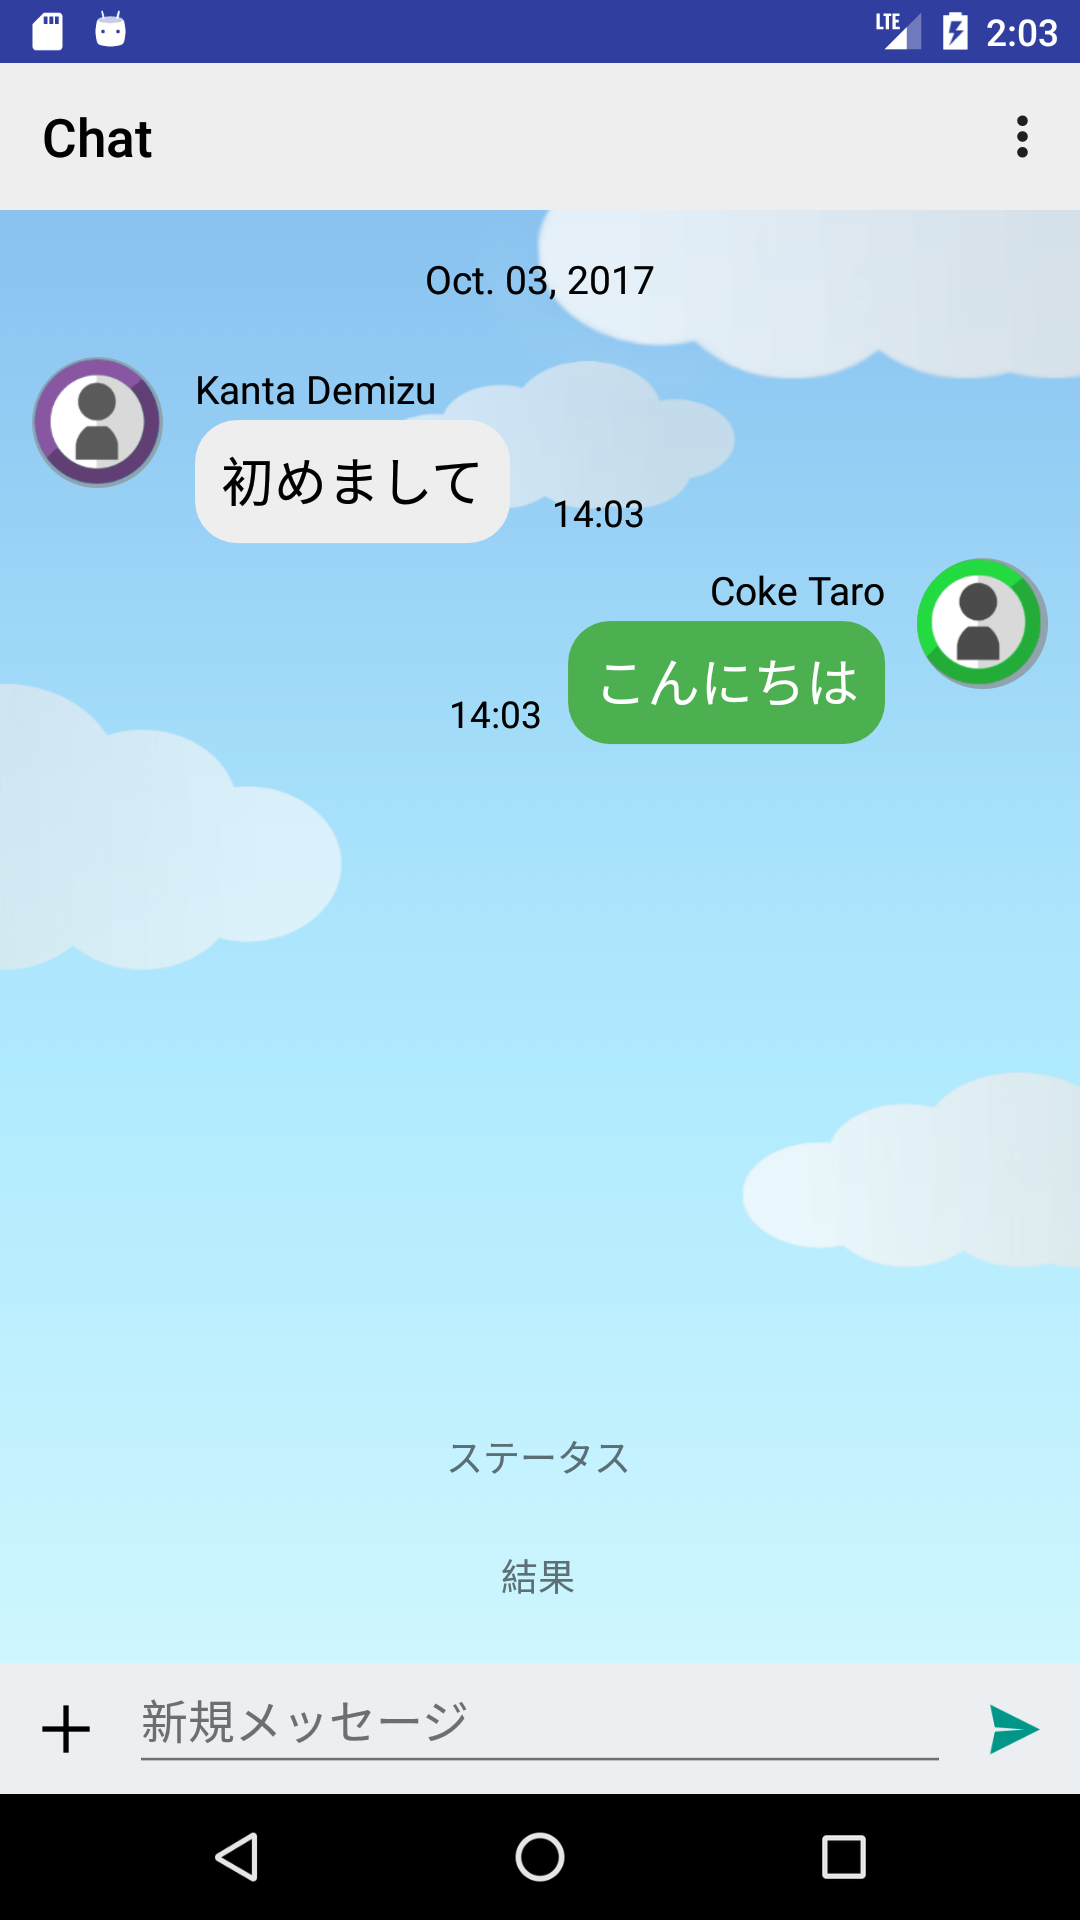 LTE 2:03
Chat
Oct. 03, 2017
Kanta Demizu
初めまして
14:03
Coke Taro
こんにちは
14:03
ステータス
結果
新規メッセージ